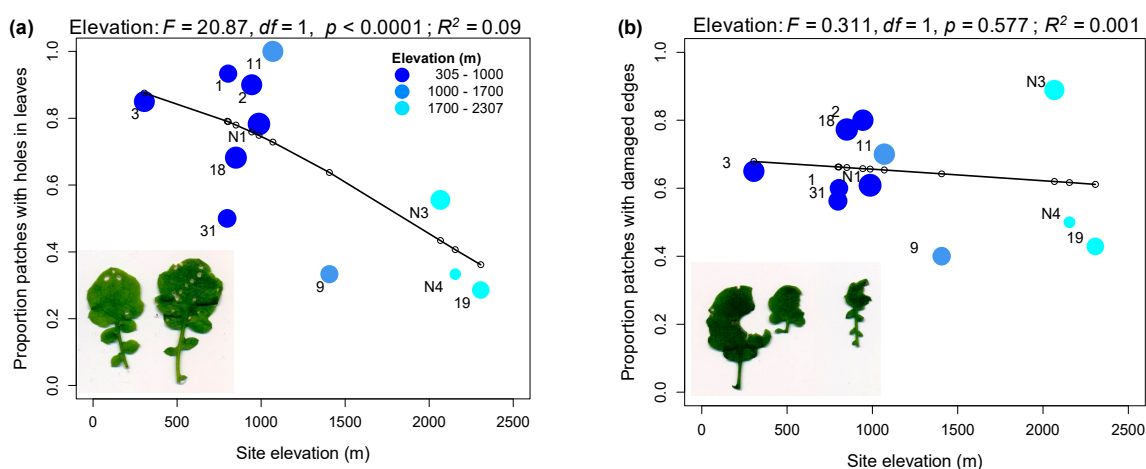 (a) Elevation: F = 20.87, df = 1, p < 0.0001 ; R² = 0.09
Proportion patches with holes in leaves
1.0
0.8
0.6
0.4
0.2
0.0
11
1
2
3
N1
18
31
N3
9
N4
19
Elevation (m)
305 - 1000
1000 - 1700
1700 - 2307
0
500
1000
1500
2000
2500
Site elevation (m)
(b) Elevation: F = 0.311, df = 1, p = 0.577 ; R² = 0.001
Proportion patches with damaged edges
1.0
0.8
0.6
0.4
0.2
0.0
N3
2
18
11
3
1
N1
31
N4
9
19
0
500
1000
1500
2000
2500
Site elevation (m)